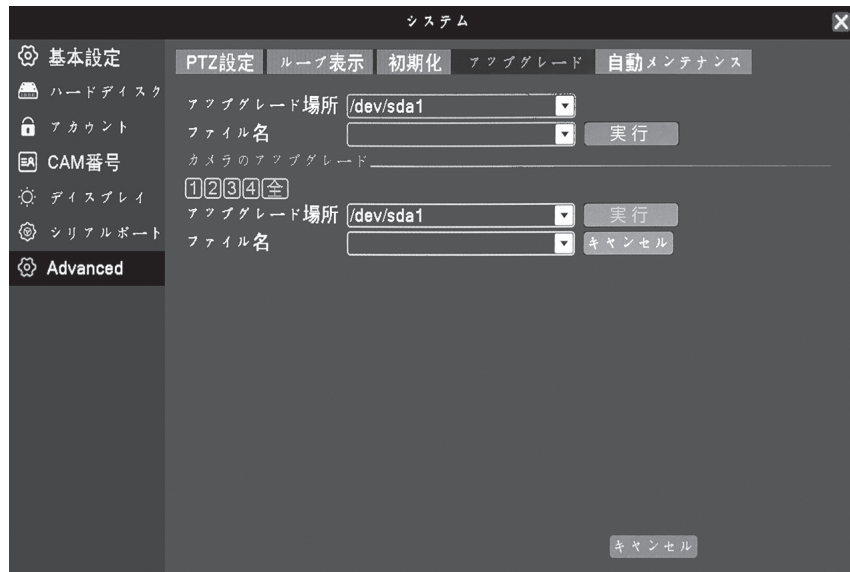 システム
基本設定
ハードディスク
アカウント
CAM番号
ディスプレイ
シリアルポート
Advanced
PTZ設定 ループ表示 初期化 アップグレード 自動メンテナンス
アップグレード場所 /dev/sda1
ファイル名 実行
カメラのアップグレード
1 2 3 4 全
アップグレード場所 /dev/sda1 実行
ファイル名 キャンセル
キャンセル